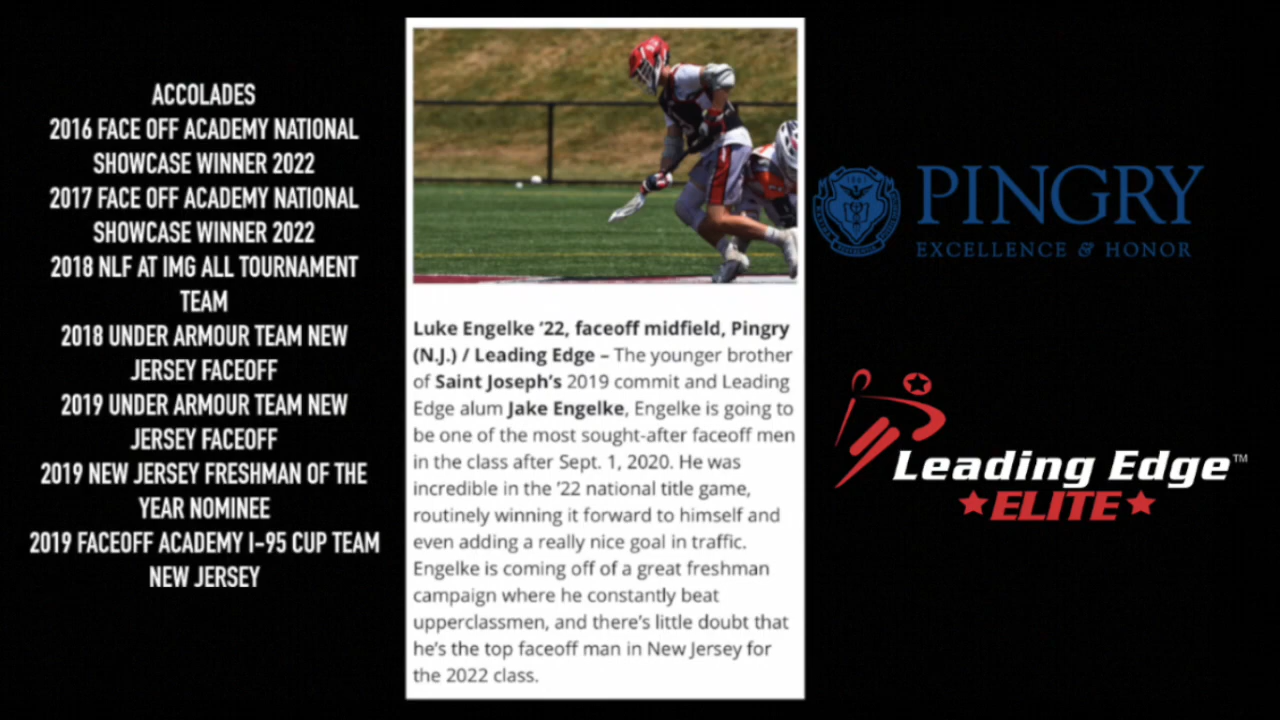 ACCOLADES
2016 FACE OFF ACADEMY NATIONAL
SHOWCASE WINNER 2022
2017 FACE OFF ACADEMY NATIONAL
SHOWCASE WINNER 2022
2018 NLF AT IMG ALL TOURNAMENT
TEAM
2018 UNDER ARMOUR TEAM NEW
JERSEY FACEOFF
2019 UNDER ARMOUR TEAM NEW
JERSEY FACEOFF
2019 NEW JERSEY FRESHMAN OF THE
YEAR NOMINEE
2019 FACEOFF ACADEMY I-95 CUP TEAM
NEW JERSEY
Luke Engelke ’22, faceoff midfield, Pingry
(N.J.) / Leading Edge – The younger brother
of Saint Joseph’s 2019 commit and Leading
Edge alum Jake Engelke, Engelke is going to
be one of the most sought-after faceoff men
in the class after Sept. 1, 2020. He was
incredible in the ’22 national title game,
routinely winning it forward to himself and
even adding a really nice goal in traffic.
Engelke is coming off of a great freshman
campaign where he constantly beat
upperclassmen, and there’s little doubt that
he’s the top faceoff man in New Jersey for
the 2022 class.
PINGRY
EXCELLENCE & HONOR
Leading Edge™
ELITE